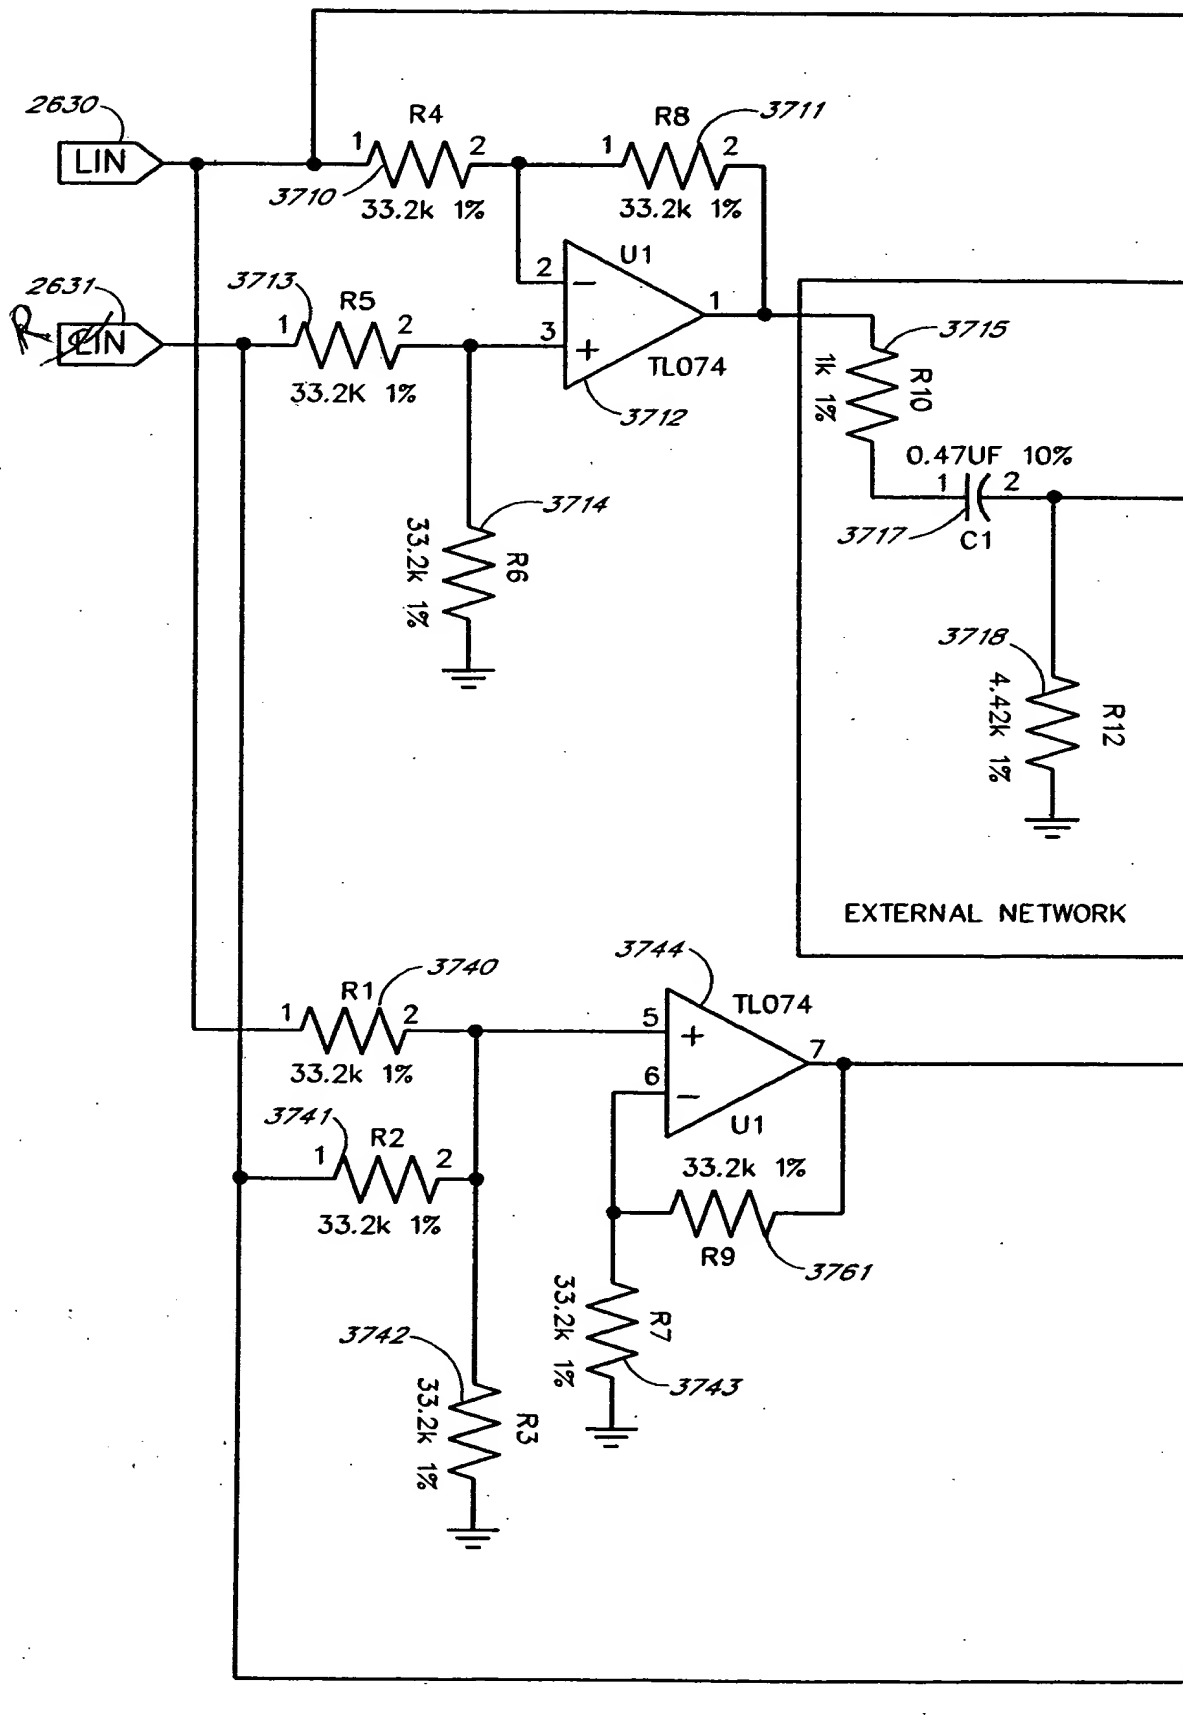 2630
LIN
R4
1
2
3710
33.2k 1%
R8
3711
1
2
33.2k 1%
2631
R
LIN
3713
R5
1
2
33.2K 1%
U1
2
−
3
+
1
TL074
3712
3715
1k 1%
R10
0.47UF 10%
1
2
3717
C1
3714
33.2k 1%
R6
3718
4.42k 1%
R12
EXTERNAL NETWORK
3740
R1
1
2
33.2k 1%
3744
TL074
5
+
6
−
7
U1
3741
R2
1
2
33.2k 1%
33.2k 1%
R9
3761
33.2k 1%
R7
3743
3742
33.2k 1%
R3